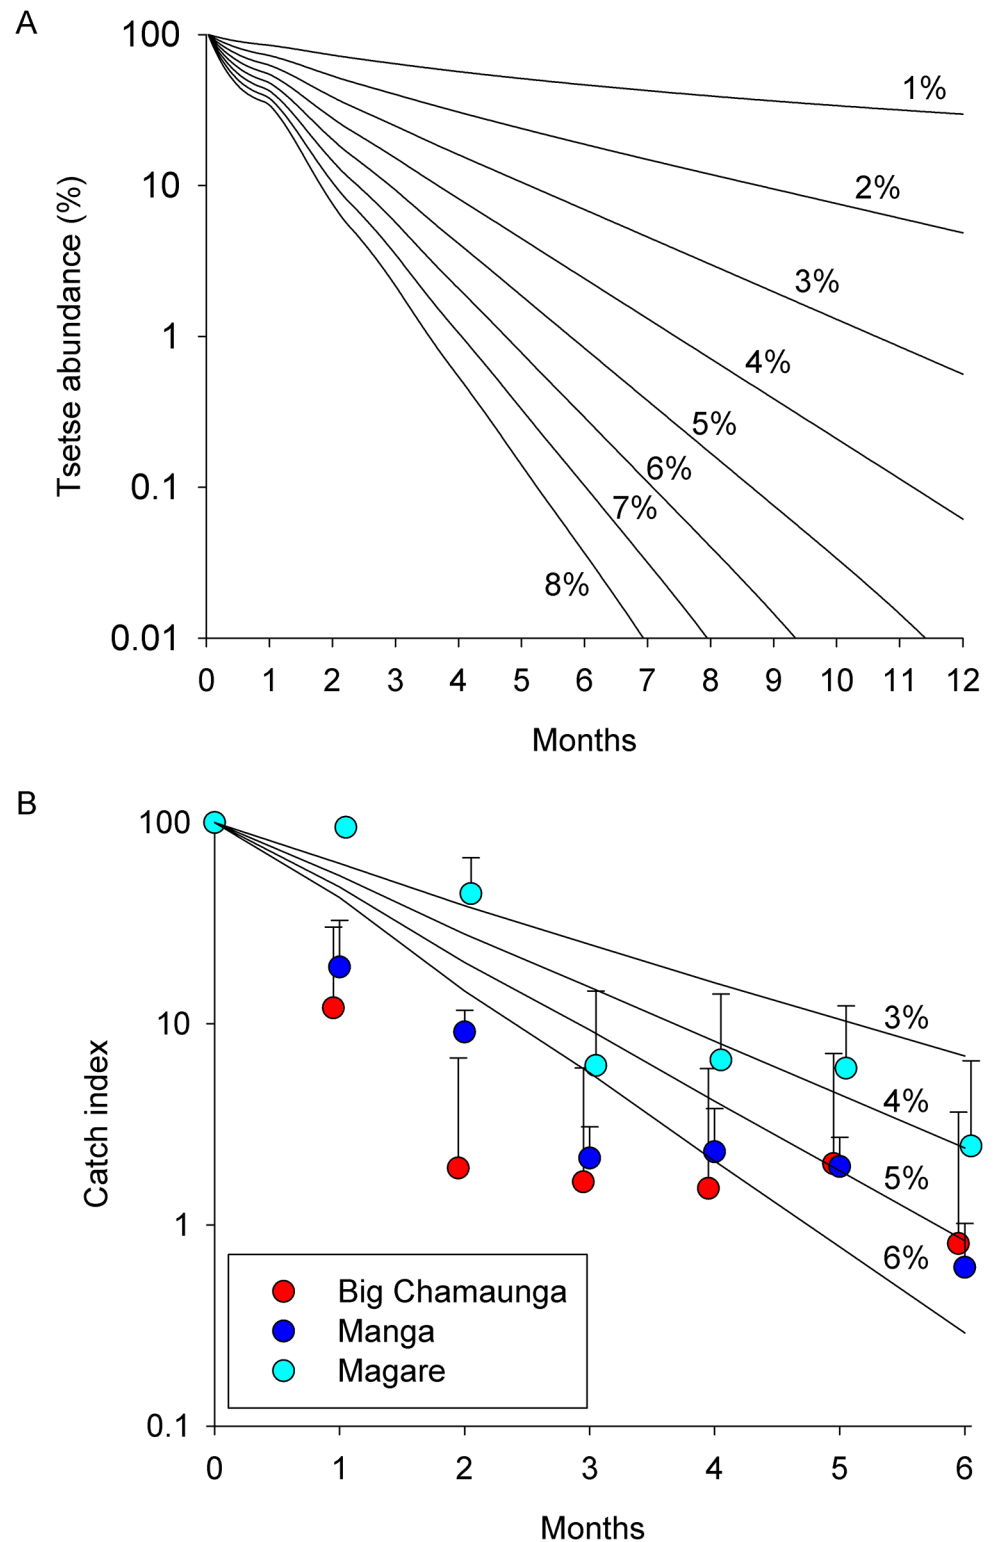 A
100
10
1
0.1
0.01
Tsetse abundance (%)
1%
2%
3%
4%
5%
6%
7%
8%
0 1 2 3 4 5 6 7 8 9 10 11 12
Months
B
100
10
1
0.1
Catch index
3%
4%
5%
6%
Big Chamaunga
Manga
Magare
0 1 2 3 4 5 6
Months